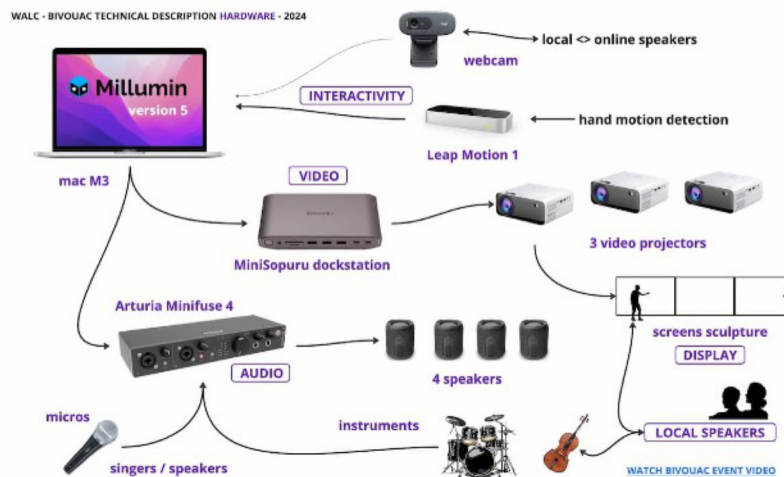 WALC - BIVOUAC TECHNICAL DESCRIPTION HARDWARE - 2024
Millumin
version 5
webcam
local <> online speakers
INTERACTIVITY
Leap Motion 1
hand motion detection
mac M3
VIDEO
MiniSopuru dockstation
3 video projectors
Arturia Minifuse 4
AUDIO
4 speakers
screens sculpture
DISPLAY
micros
singers / speakers
instruments
LOCAL SPEAKERS
WATCH BIVOUAC EVENT VIDEO